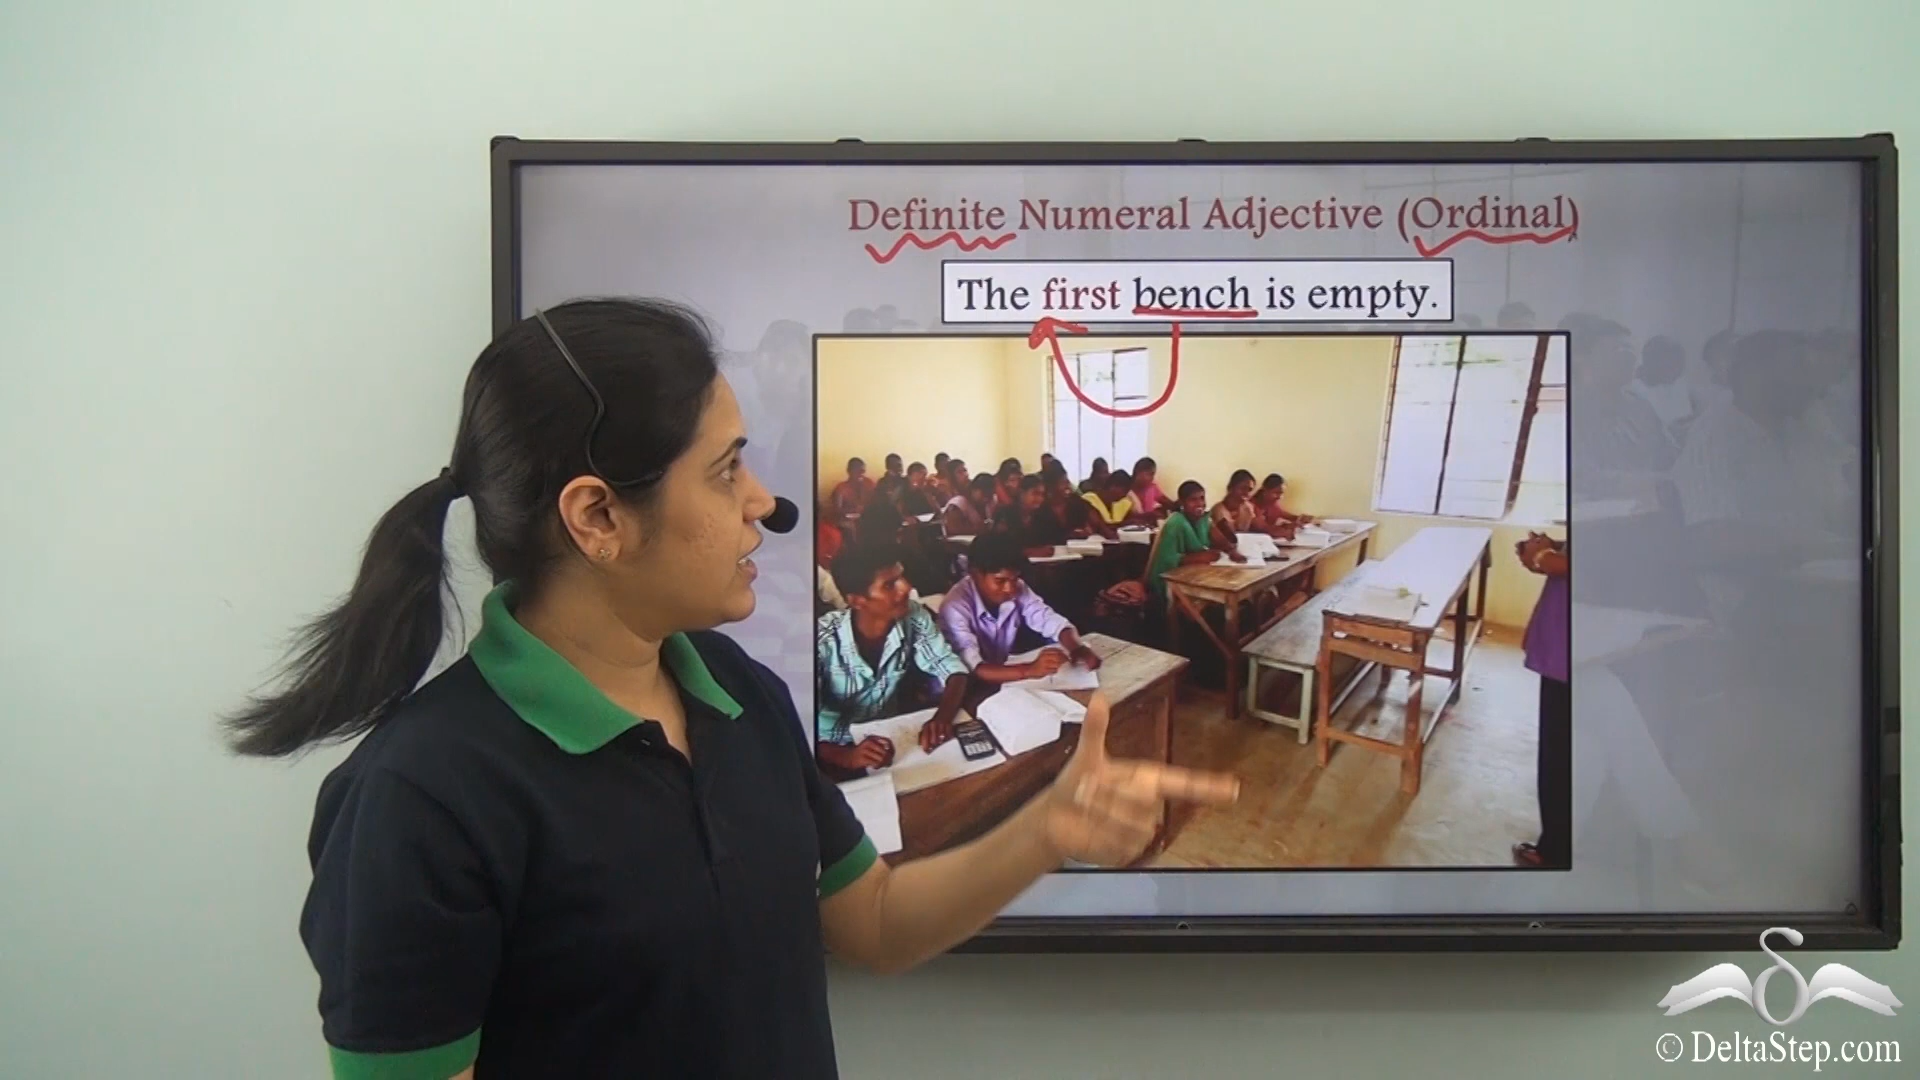 Definite Numeral Adjective (Ordinal)
The first bench is empty.
© DeltaStep.com